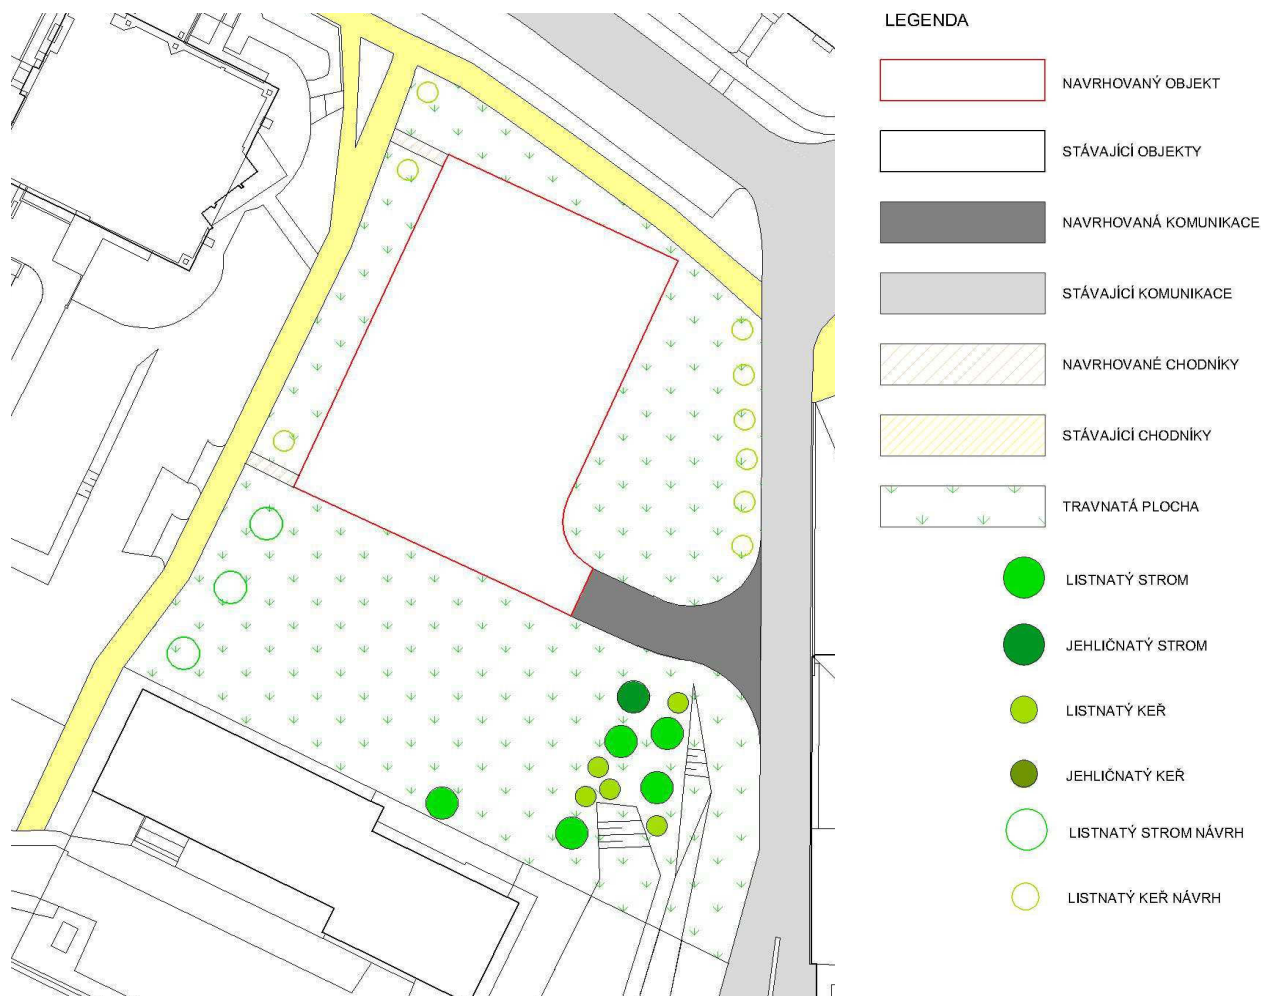 LEGENDA
NAVRHOVANÝ OBJEKT
STÁVAJÍCÍ OBJEKTY
NAVRHOVANÁ KOMUNIKACE
STÁVAJÍCÍ KOMUNIKACE
NAVRHOVANÉ CHODNÍKY
STÁVAJÍCÍ CHODNÍKY
TRAVNATÁ PLOCHA
LISTNATÝ STROM
JEHLIČNATÝ STROM
LISTNATÝ KEŘ
JEHLIČNATÝ KEŘ
LISTNATÝ STROM NÁVRH
LISTNATÝ KEŘ NÁVRH